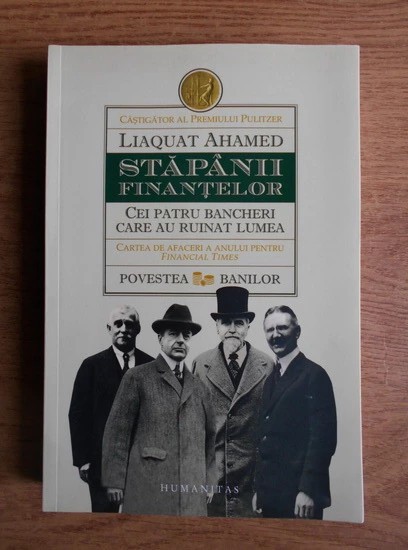 Câștigător al Premiului Pulitzer
Liaquat Ahamed
STĂPÂNII
FINANȚELOR
Cei patru bancheri
care au ruinat lumea
Cartea de afaceri a anului pentru
Financial Times
Povestea banilor
HUMANITAS